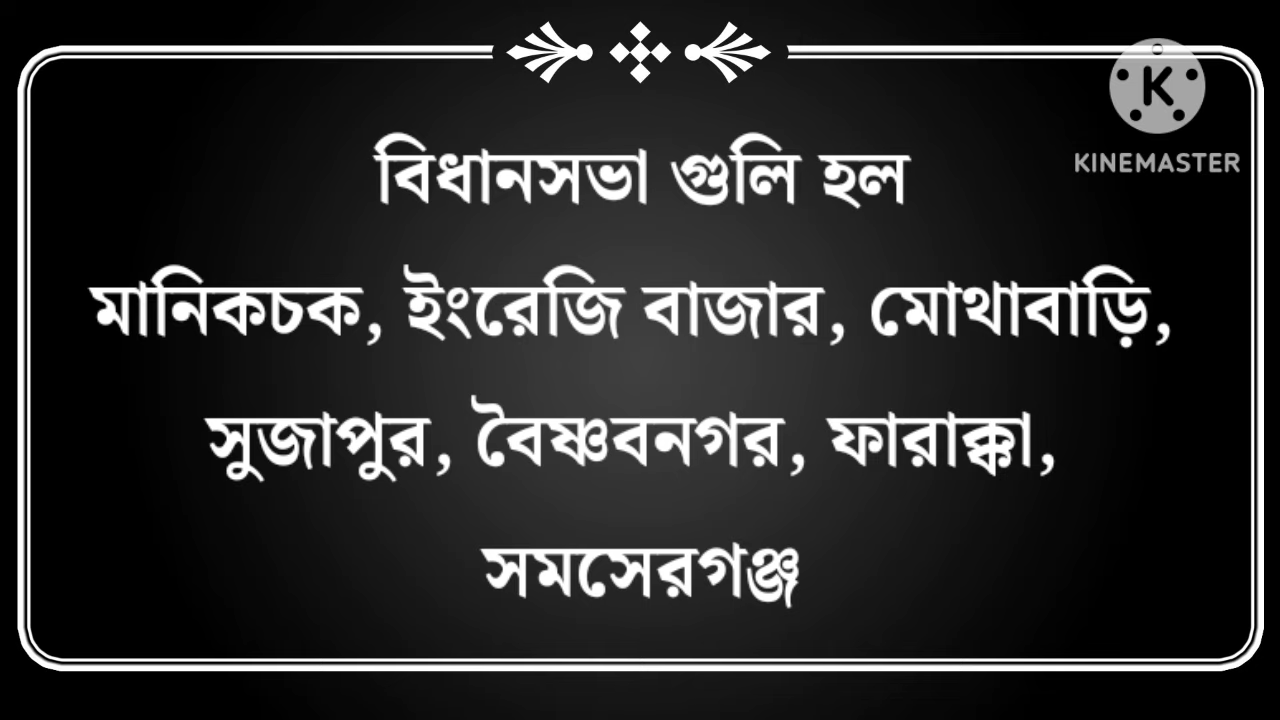 বিধানসভা গুলি হল
KINEMASTER
মানিকচক, ইংরেজি বাজার, মোথাবাড়ি,
সুজাপুর, বৈষ্ণবনগর, ফারাক্কা,
সমসেরগঞ্জ